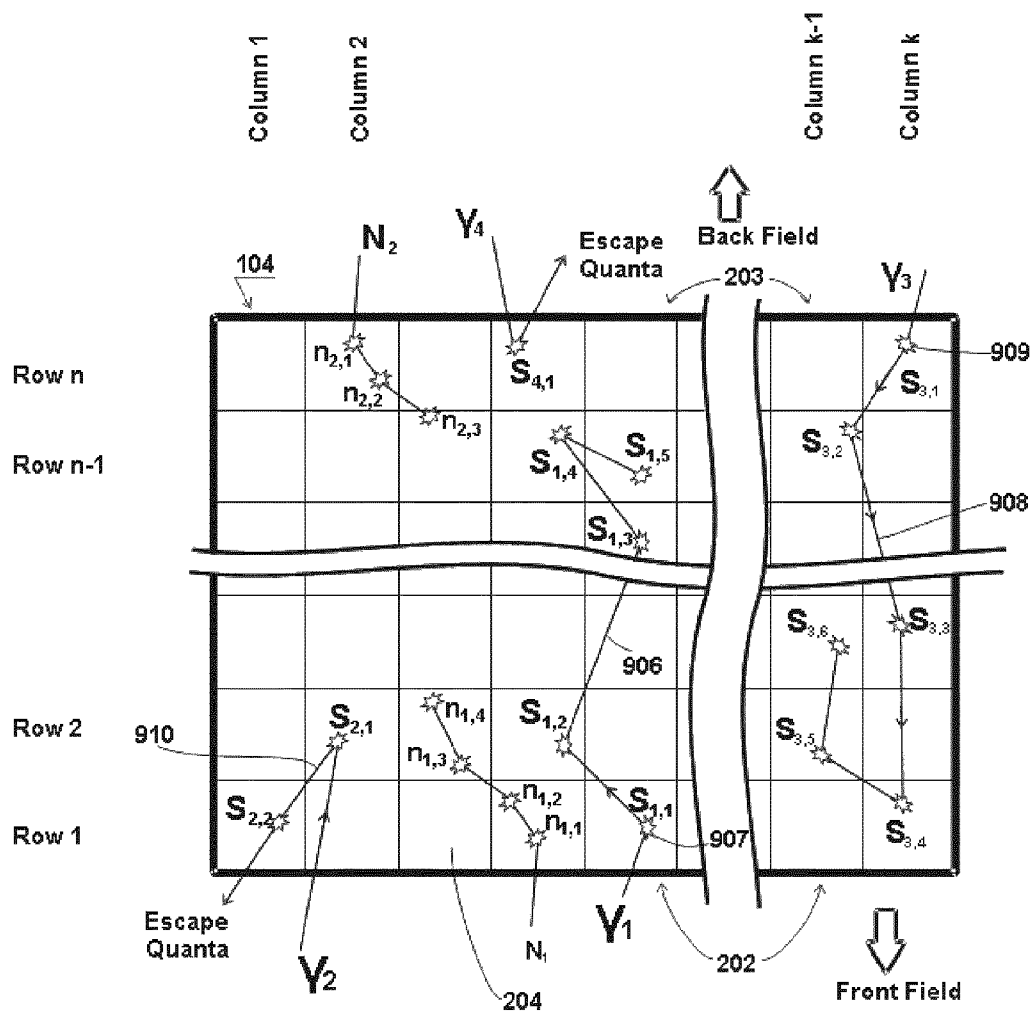 Column 1
Column 2
Column k-1
Column k
N₂
γ₄
Escape
Quanta
Back Field
104
203
γ₃
Row n
n₂,₁
n₂,₂
n₂,₃
S₄,₁
909
S₃,₁
Row n-1
S₁,₄
S₁,₅
S₃,₂
S₁,₃
908
906
S₃,₆
S₃,₃
Row 2
910
S₂,₁
n₁,₄
S₁,₂
n₁,₃
S₃,₅
S₂,₂
n₁,₂
n₁,₁
S₁,₁
Row 1
907
S₃,₄
Escape
Quanta
γ₂
204
N₁
γ₁
202
Front Field